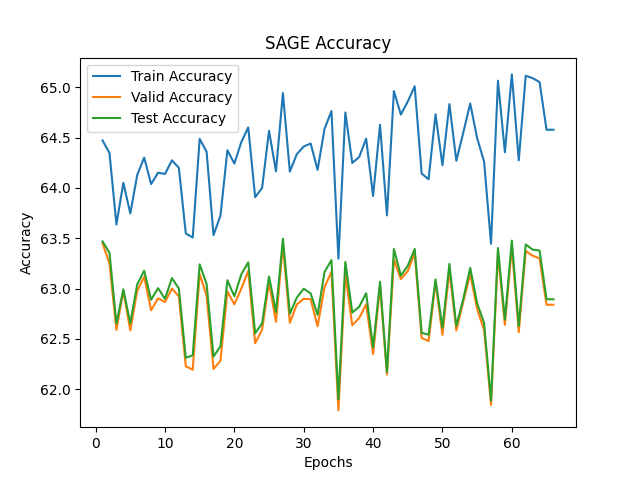 SAGE Accuracy
Train Accuracy
Valid Accuracy
Test Accuracy
Accuracy
65.0
64.5
64.0
63.5
63.0
62.5
62.0
0 10 20 30 40 50 60
Epochs